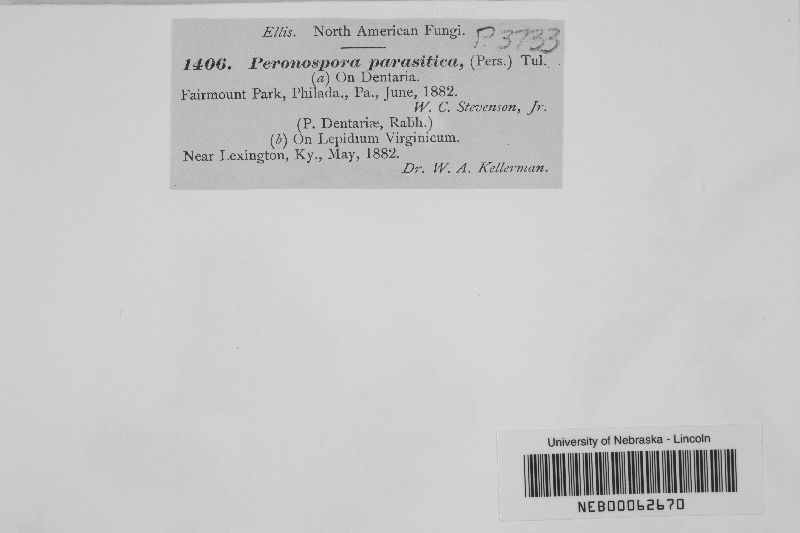 Ellis. North American Fungi.
P. 3733
1406. Peronospora parasitica, (Pers.) Tul.
(a) On Dentaria.
Fairmount Park, Philada., Pa., June, 1882.
W. C. Stevenson, Jr.
(P. Dentariæ, Rabh.)
(b) On Lepidium Virginicum.
Near Lexington, Ky., May, 1882.
Dr. W. A. Kellerman.
University of Nebraska - Lincoln
NEB00062670